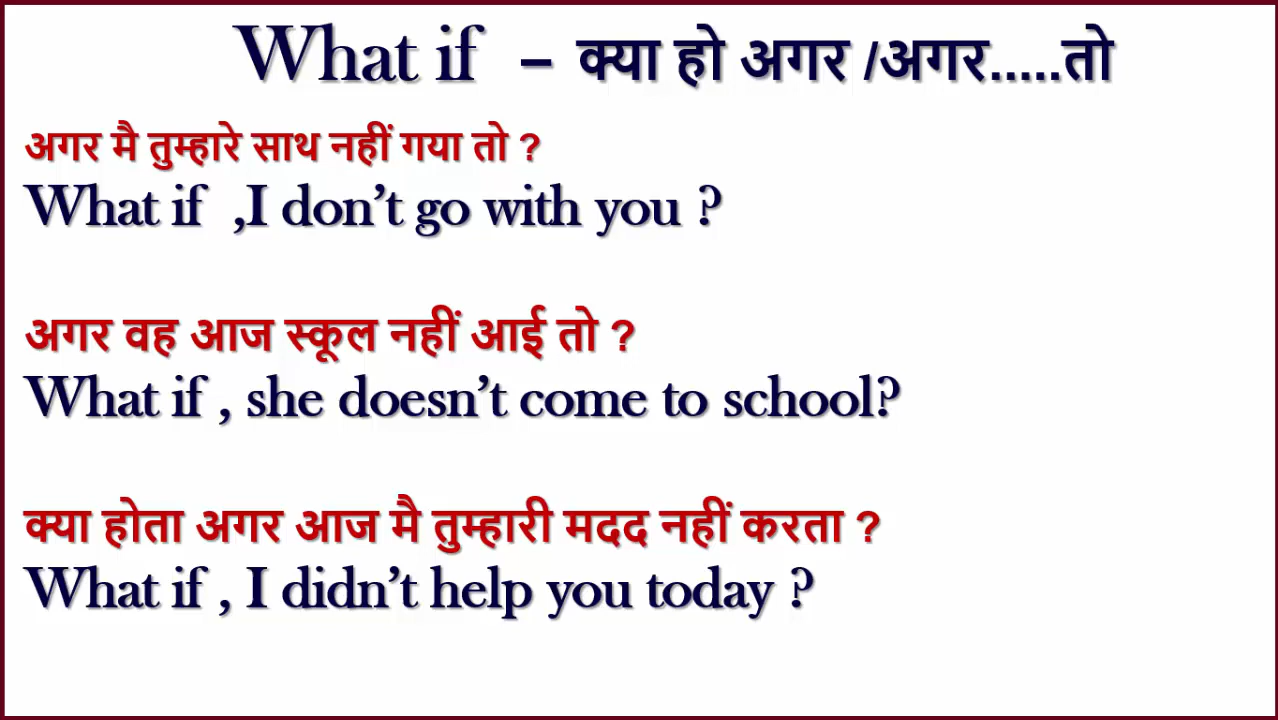 What if – क्या हो अगर /अगर.....तो
अगर मै तुम्हारे साथ नहीं गया तो ?
What if ,I don’t go with you ?
अगर वह आज स्कूल नहीं आई तो ?
What if , she doesn’t come to school?
क्या होता अगर आज मै तुम्हारी मदद नहीं करता ?
What if , I didn’t help you today ?